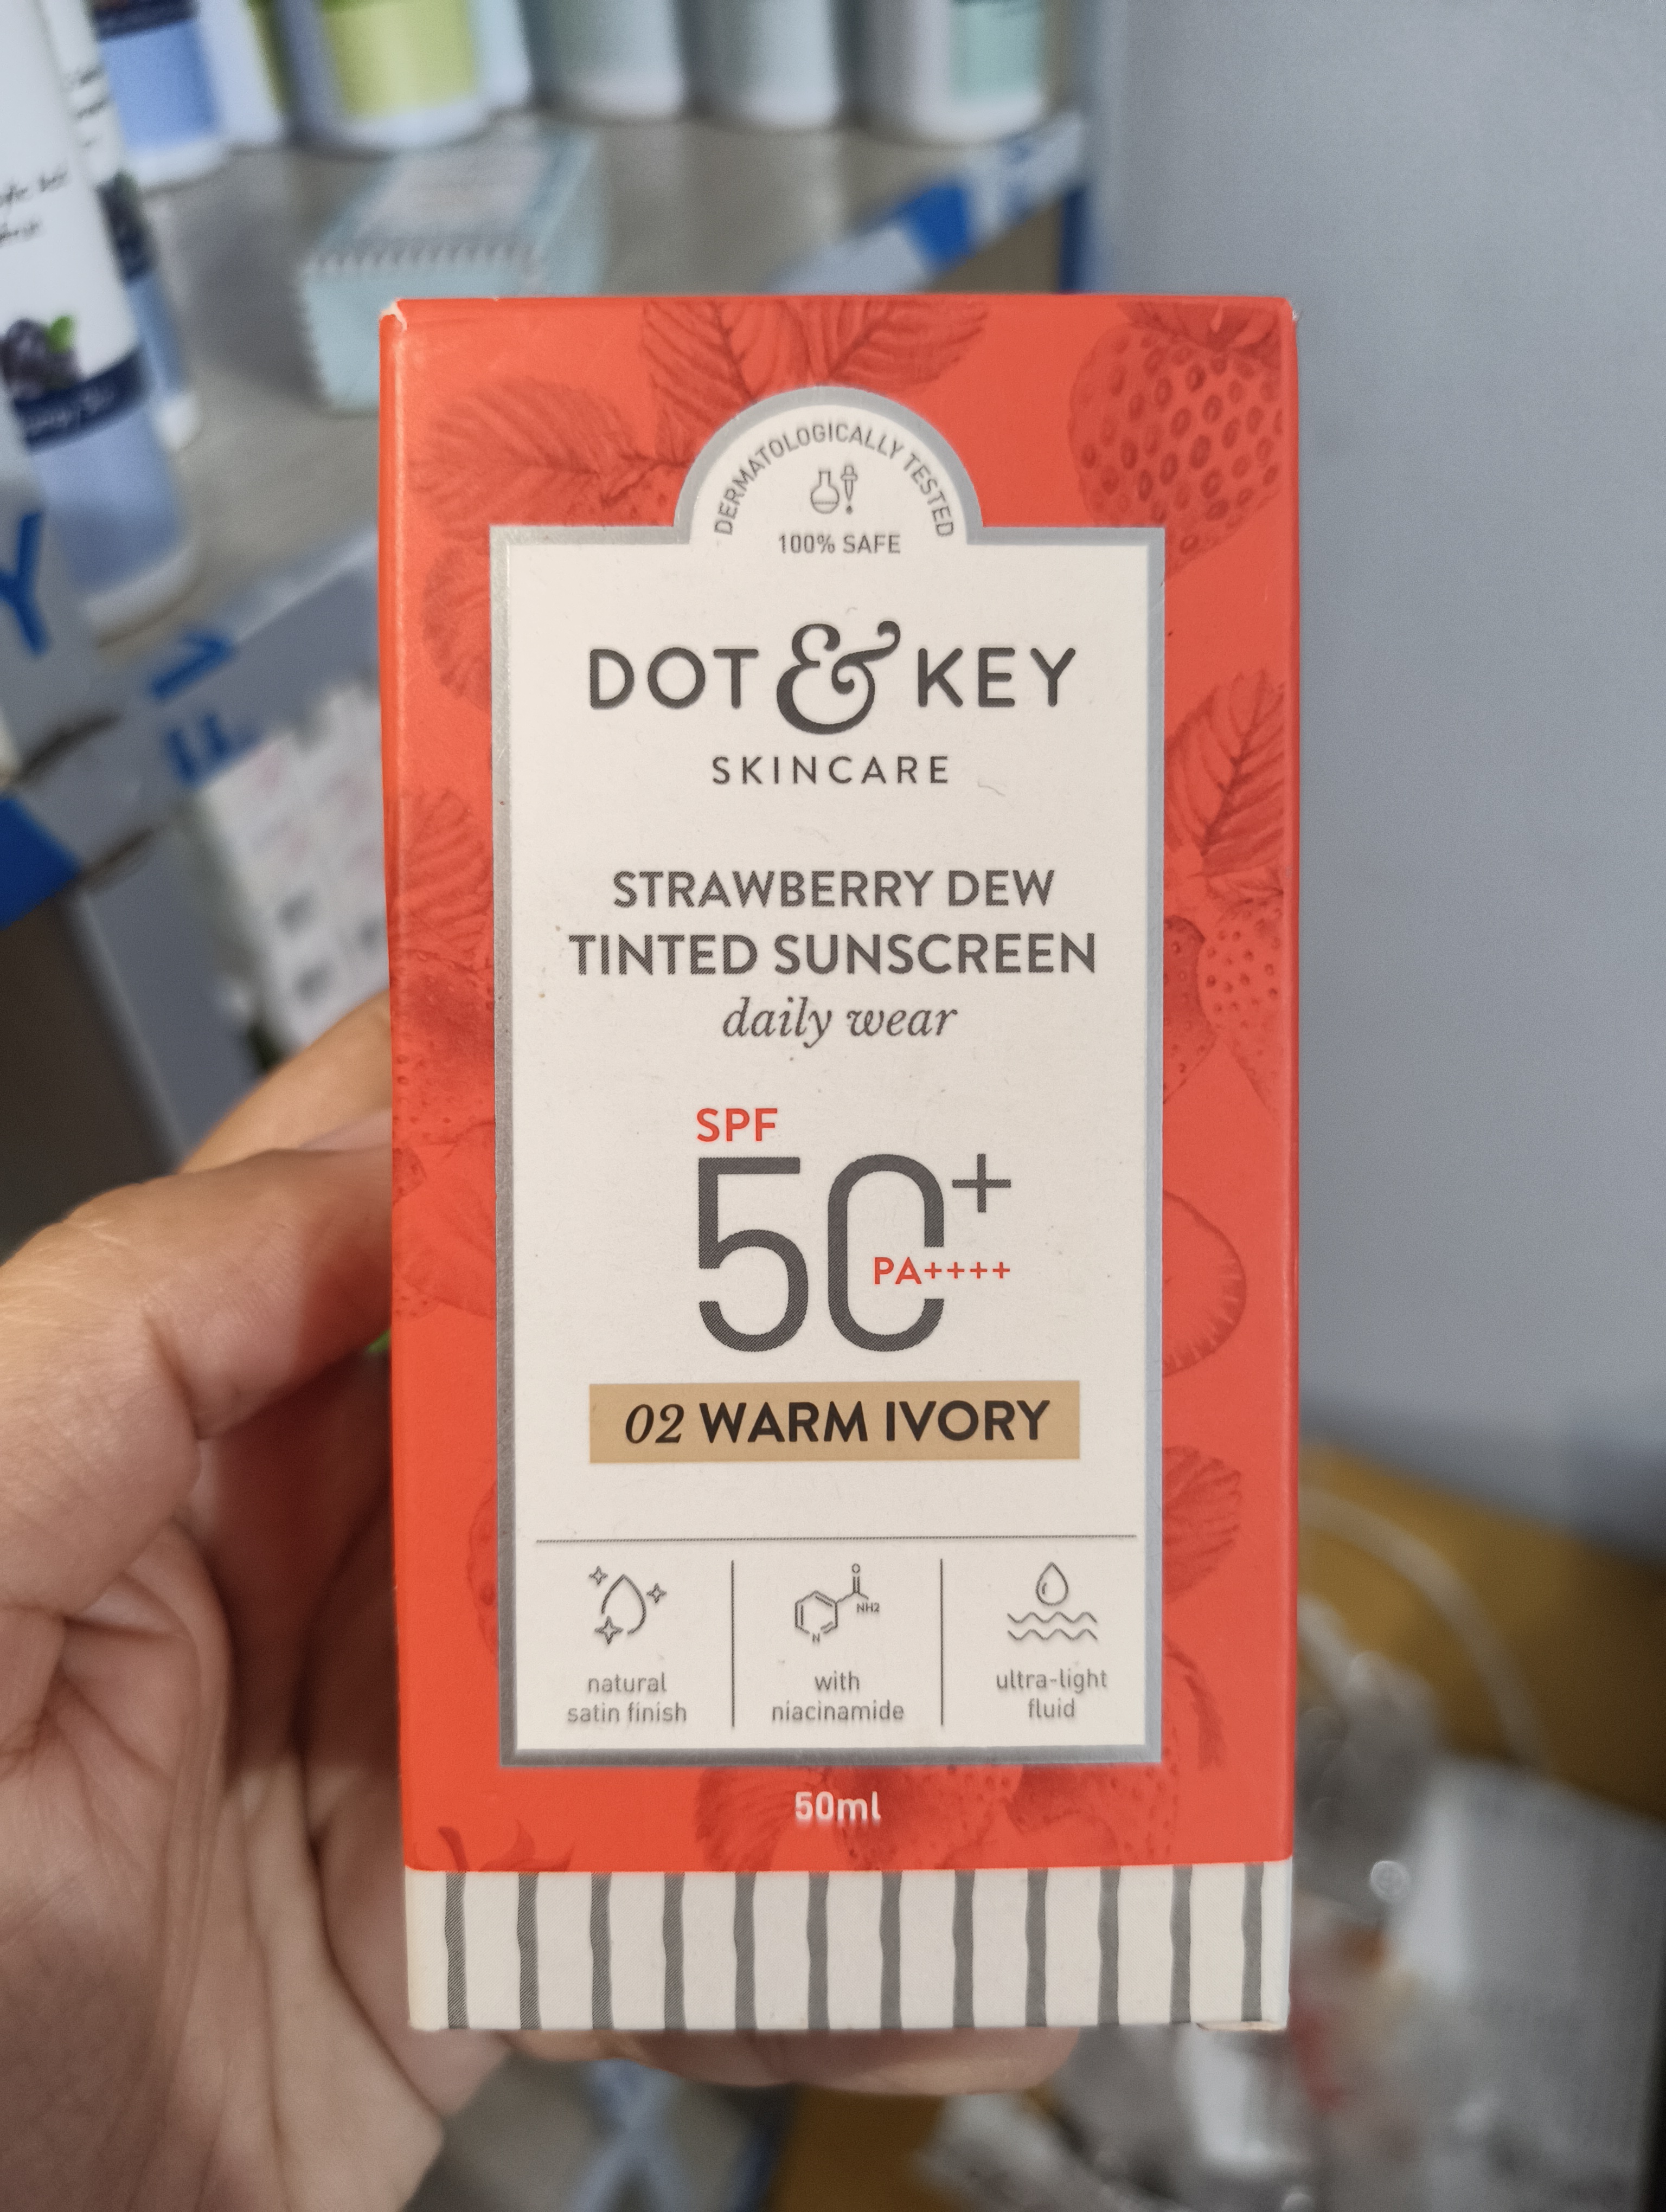 DERMATOLOGICALLY TESTED
100% SAFE
DOT & KEY
SKINCARE
STRAWBERRY DEW
TINTED SUNSCREEN
daily wear
SPF
50+
PA++++
02 WARM IVORY
O
NH2
N
natural
satin finish
with
niacinamide
ultra-light
fluid
50ml